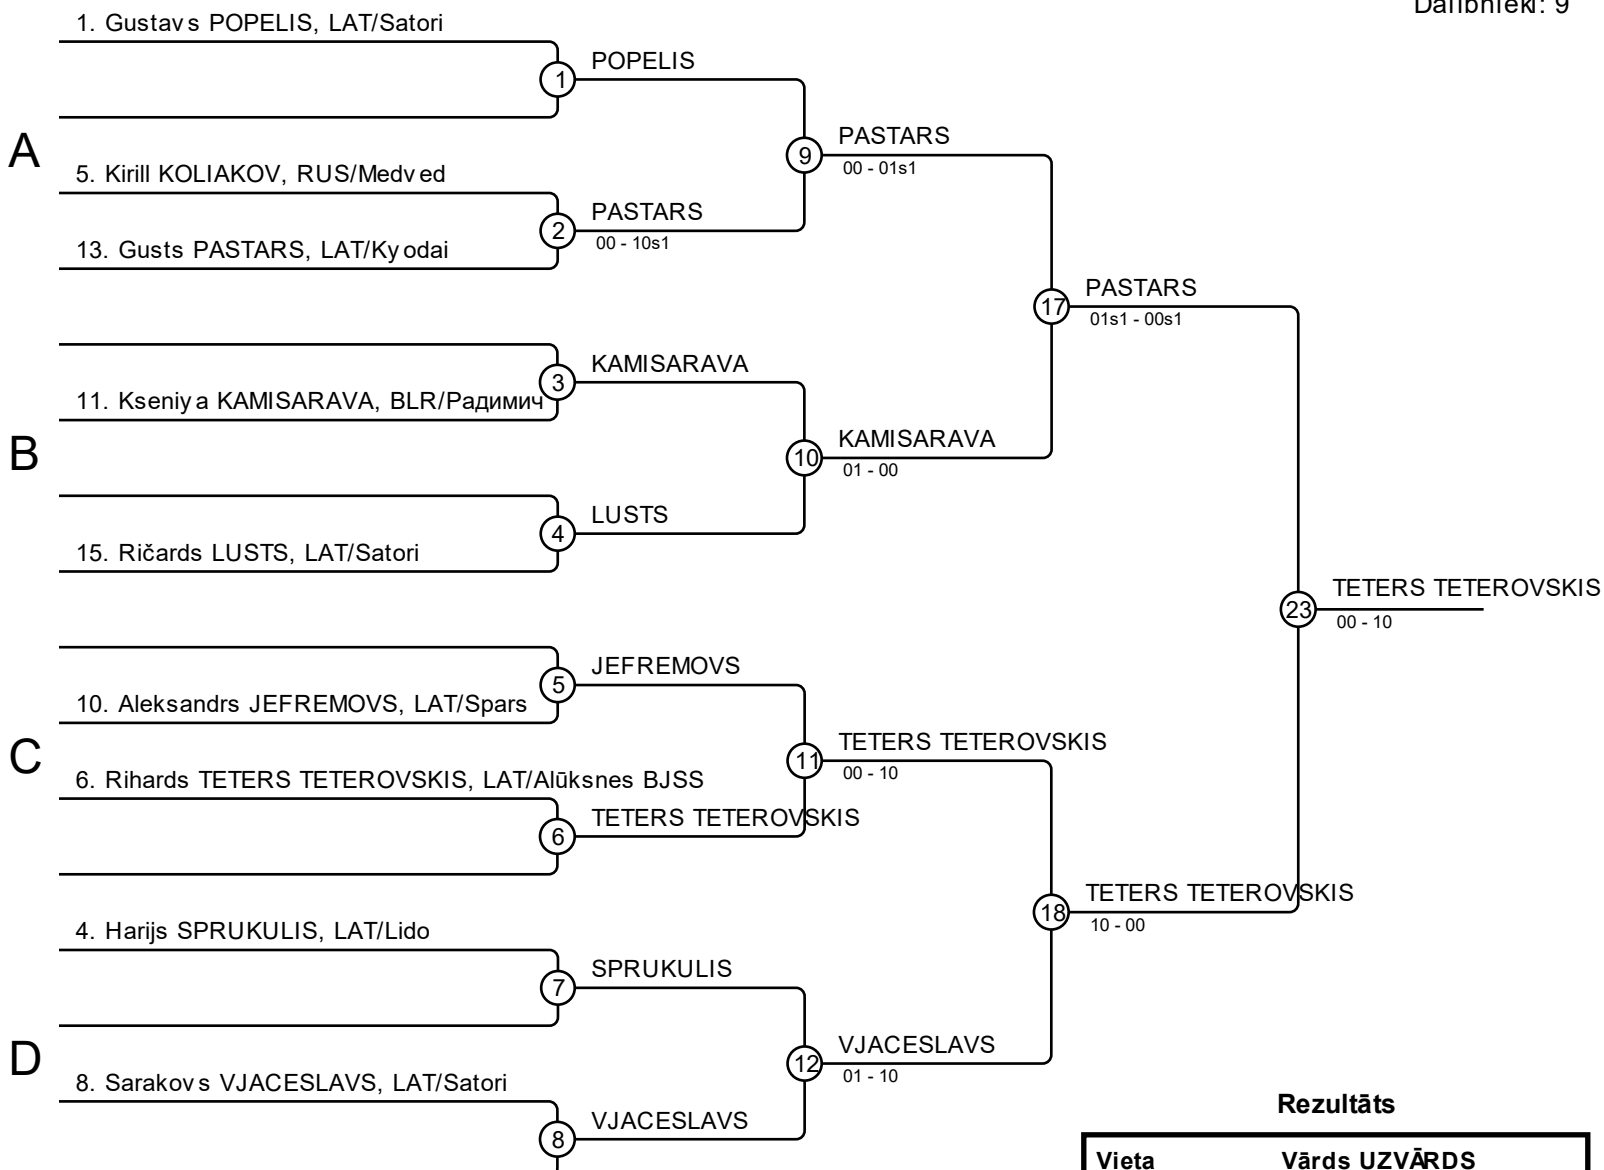 Dalībnieki: 9
1. Gustavs POPELIS, LAT/Satori
POPELIS
1
PASTARS
A
9
00 - 01s1
5. Kirill KOLIAKOV, RUS/Medved
PASTARS
2
00 - 10s1
13. Gusts PASTARS, LAT/Kyodai
PASTARS
17
01s1 - 00s1
KAMISARAVA
3
11. Kseniya KAMISARAVA, BLR/Радимич
B
KAMISARAVA
10
01 - 00
LUSTS
4
15. Ričards LUSTS, LAT/Satori
TETERS TETEROVSKIS
23
00 - 10
JEFREMOVS
5
10. Aleksandrs JEFREMOVS, LAT/Spars
C
TETERS TETEROVSKIS
11
00 - 10
6. Rihards TETERS TETEROVSKIS, LAT/Alūksnes BJSS
TETERS TETEROVSKIS
6
TETERS TETEROVSKIS
18
10 - 00
4. Harijs SPRUKULIS, LAT/Lido
SPRUKULIS
7
D
VJACESLAVS
12
01 - 10
8. Sarakovs VJACESLAVS, LAT/Satori
VJACESLAVS
8
Rezultāts
Vieta Vārds UZVĀRDS